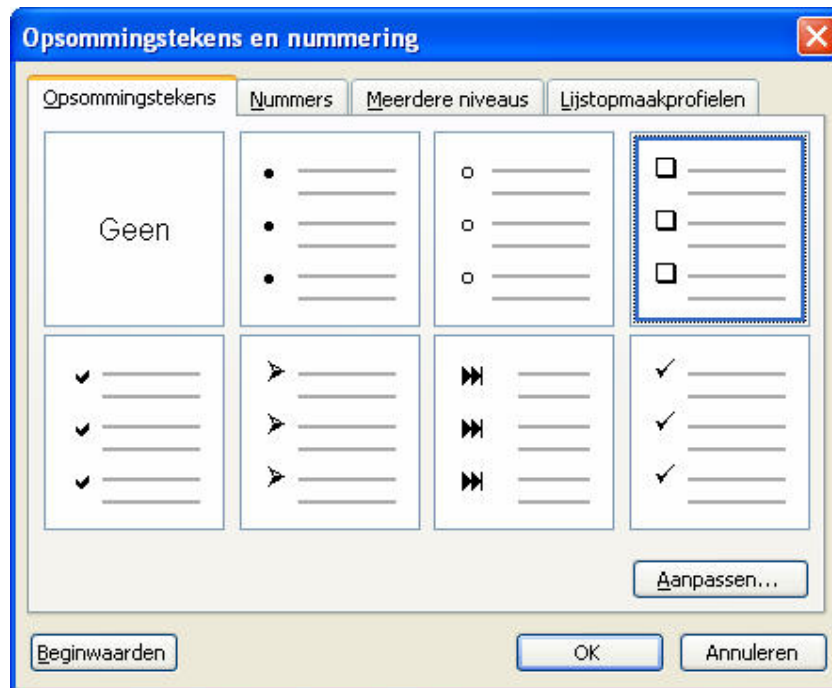 Opsommingstekens en nummering
Opsommingstekens Nummers Meerdere niveaus Lijstopmaakprofielen
Geen
Aanpassen...
Beginwaarden OK Annuleren